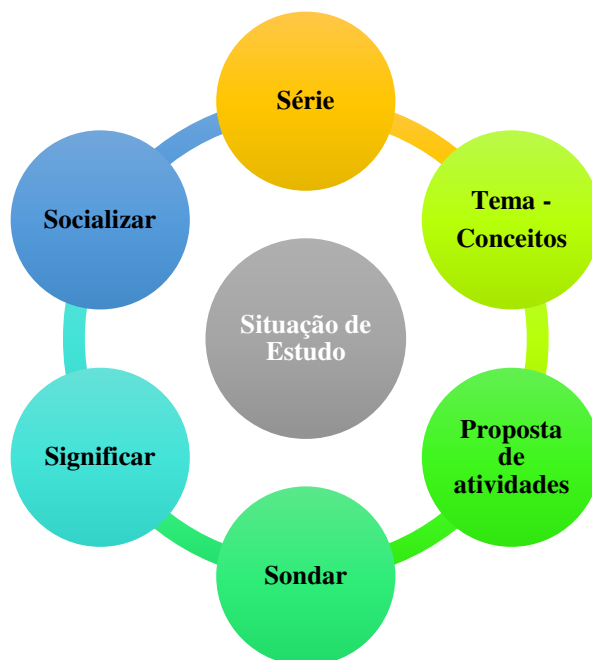 Série
Tema -
Conceitos
Proposta
de
atividades
Sondar
Significar
Socializar
Situação de
Estudo